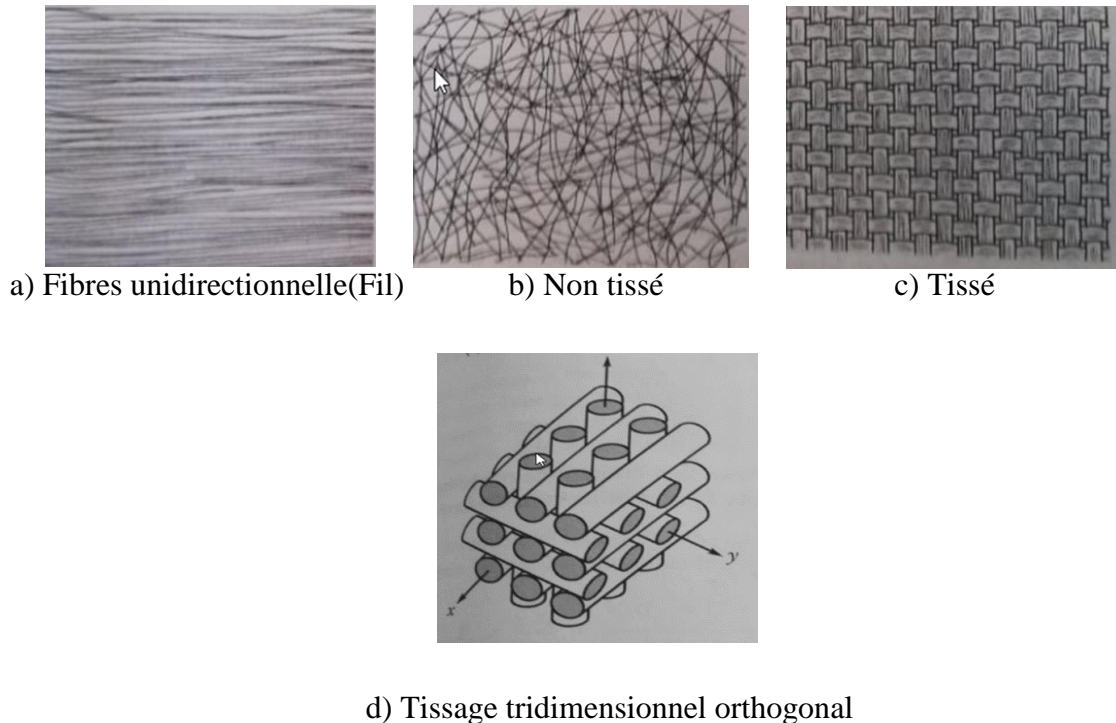 a) Fibres unidirectionnelle(Fil) b) Non tissé c) Tissé
x
y
d) Tissage tridimensionnel orthogonal